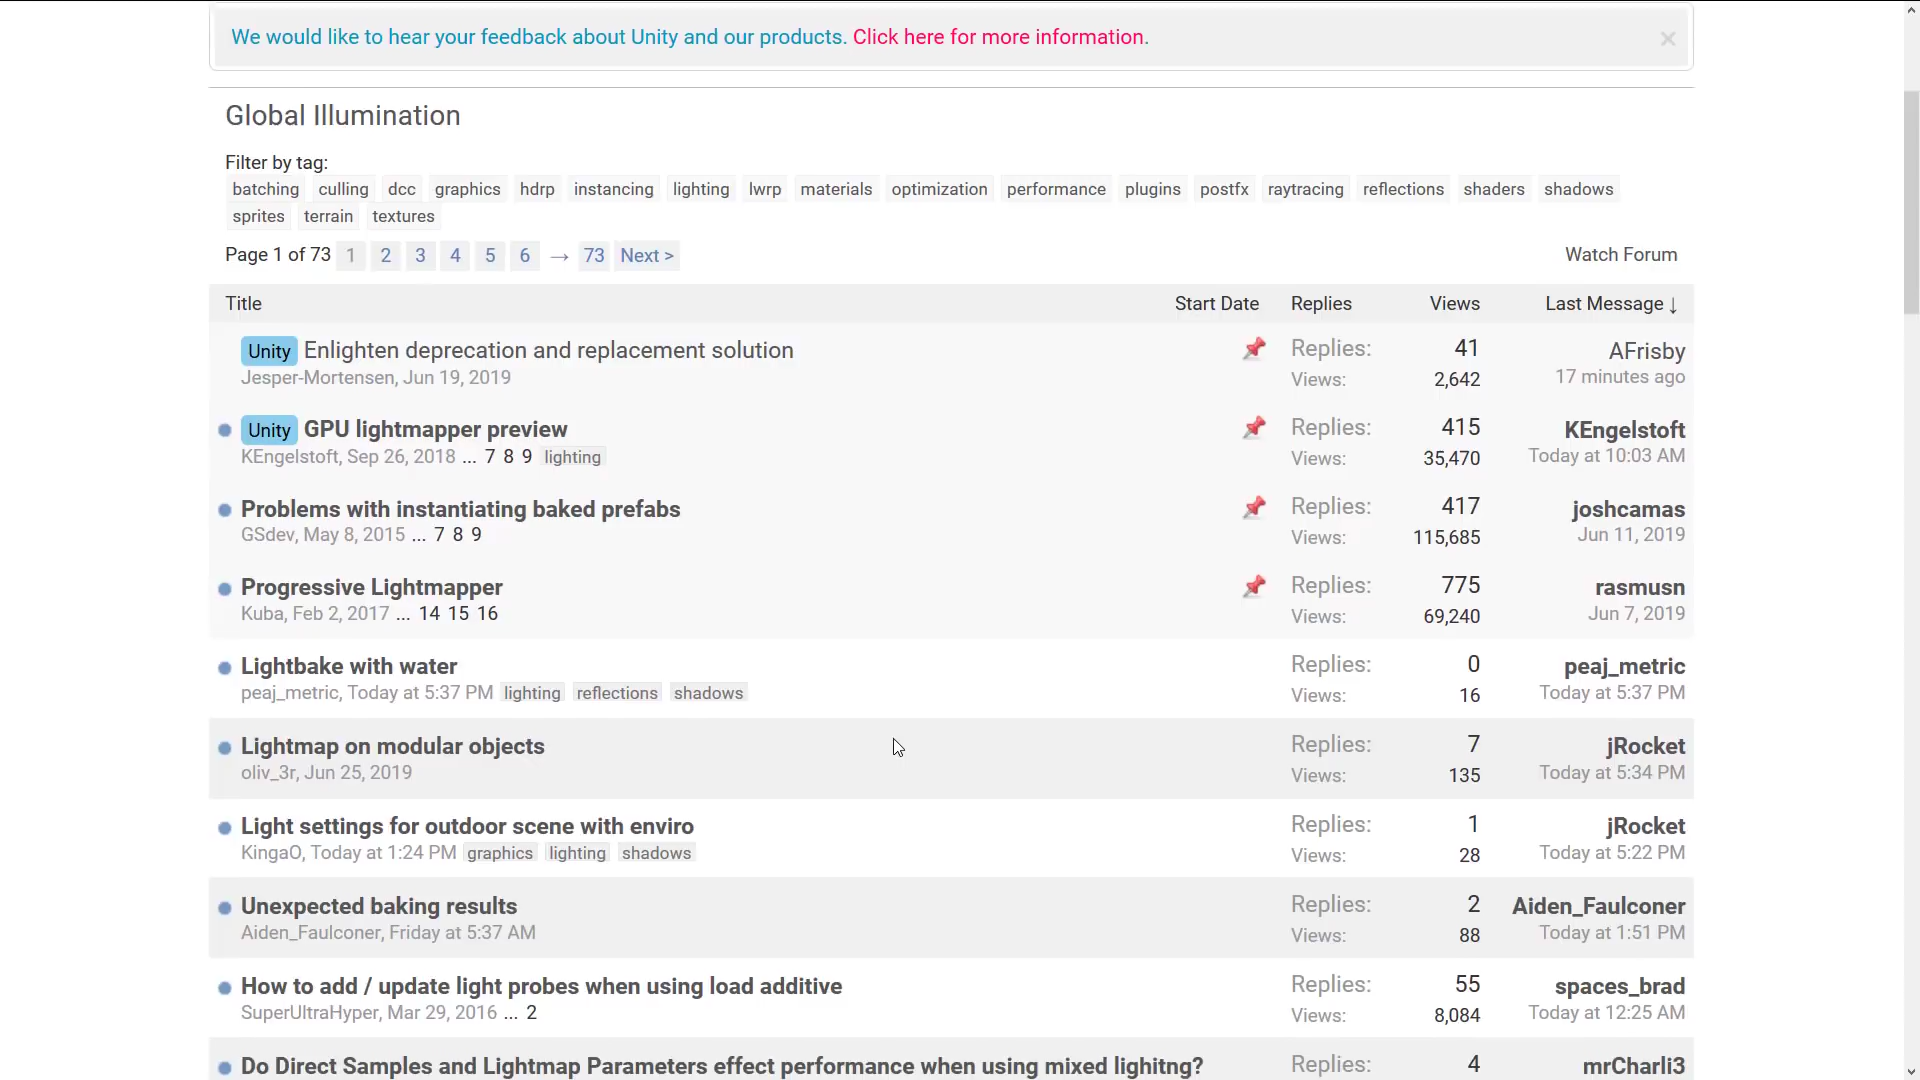 We would like to hear your feedback about Unity and our products. Click here for more information. ×
Global Illumination
Filter by tag:
batching culling dcc graphics hdrp instancing lighting lwrp materials optimization performance plugins postfx raytracing reflections shaders shadows
sprites terrain textures
Page 1 of 73 1 2 3 4 5 6 → 73 Next > Watch Forum
Title Start Date Replies Views Last Message ↓
Unity Enlighten deprecation and replacement solution Replies: 41 AFrisby
Jesper-Mortensen, Jun 19, 2019 Views: 2,642 17 minutes ago
Unity GPU lightmapper preview Replies: 415 KEngelstoft
KEngelstoft, Sep 26, 2018 ... 7 8 9 lighting Views: 35,470 Today at 10:03 AM
Problems with instantiating baked prefabs Replies: 417 joshcamas
GSdev, May 8, 2015 ... 7 8 9 Views: 115,685 Jun 11, 2019
Progressive Lightmapper Replies: 775 rasmusn
Kuba, Feb 2, 2017 ... 14 15 16 Views: 69,240 Jun 7, 2019
Lightbake with water Replies: 0 peaj_metric
peaj_metric, Today at 5:37 PM lighting reflections shadows Views: 16 Today at 5:37 PM
Lightmap on modular objects Replies: 7 jRocket
oliv_3r, Jun 25, 2019 Views: 135 Today at 5:34 PM
Light settings for outdoor scene with enviro Replies: 1 jRocket
KingaO, Today at 1:24 PM graphics lighting shadows Views: 28 Today at 5:22 PM
Unexpected baking results Replies: 2 Aiden_Faulconer
Aiden_Faulconer, Friday at 5:37 AM Views: 88 Today at 1:51 PM
How to add / update light probes when using load additive Replies: 55 spaces_brad
SuperUltraHyper, Mar 29, 2016 ... 2 Views: 8,084 Today at 12:25 AM
Do Direct Samples and Lightmap Parameters effect performance when using mixed lighitng? Replies: 4 mrCharli3